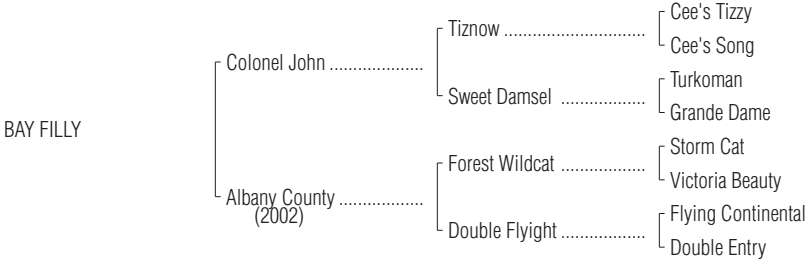 Cee's Tizzy
Tiznow ..............................
Cee's Song
Colonel John ....................
Turkoman
Sweet Damsel ..................
Grande Dame
BAY FILLY
Storm Cat
Forest Wildcat ..................
Victoria Beauty
Albany County ..................
(2002)
Flying Continental
Double Flyight ..................
Double Entry